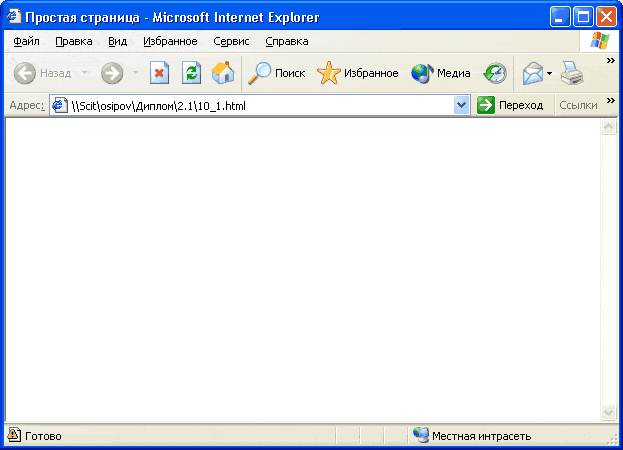 Простая страница - Microsoft Internet Explorer
Файл Правка Вид Избранное Сервис Справка
Назад Поиск Избранное Медиа »
Адрес: \\Scit\osipov\Диплом\2.1\10_1.html Переход Ссылки »
Готово Местная интрасеть